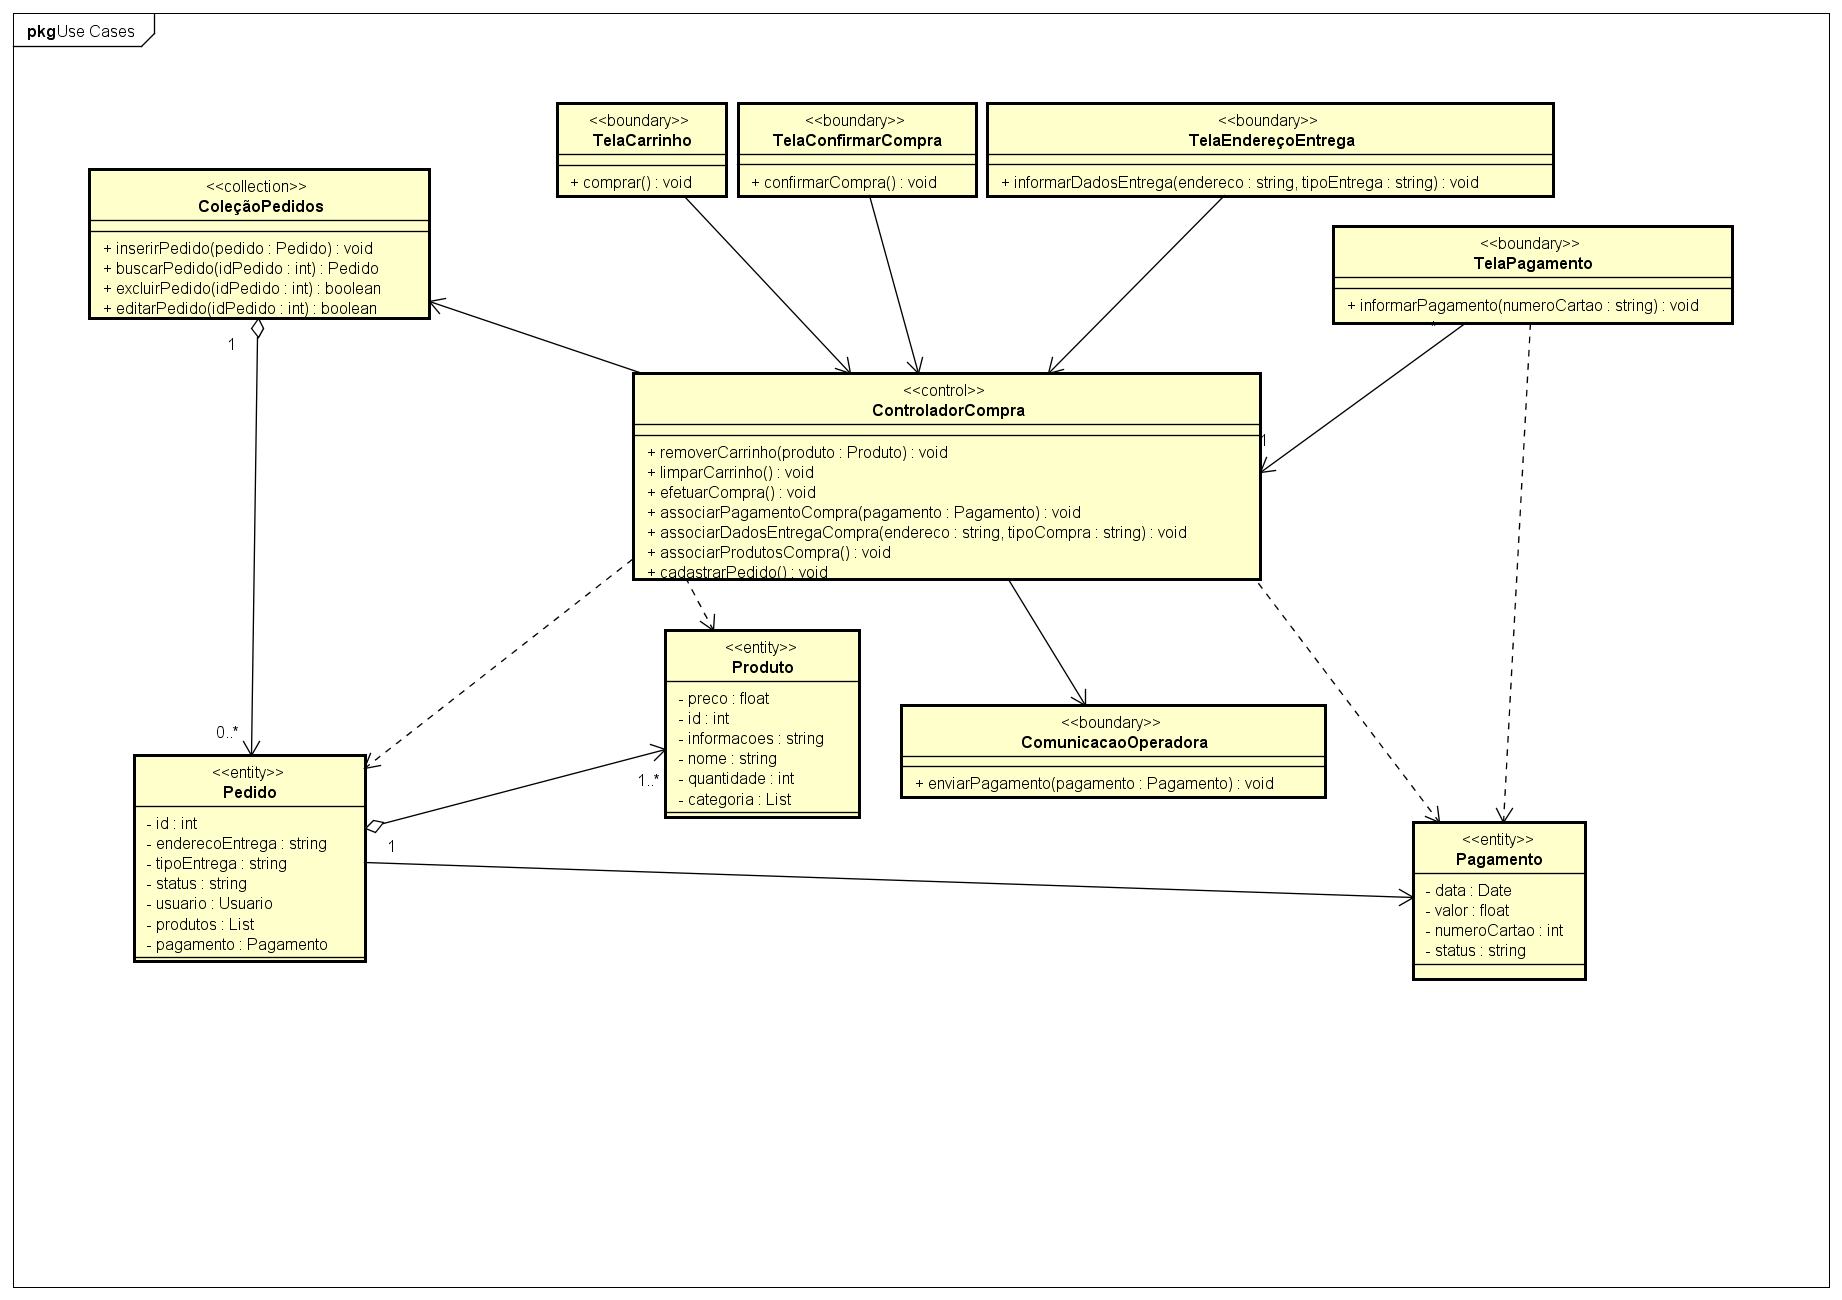 pkg Use Cases
<<boundary>>
TelaCarrinho
+ comprar() : void
<<boundary>>
TelaConfirmarCompra
+ confirmarCompra() : void
<<boundary>>
TelaEndereçoEntrega
+ informarDadosEntrega(endereco : string, tipoEntrega : string) : void
<<collection>>
ColeçãoPedidos
+ inserirPedido(pedido : Pedido) : void
+ buscarPedido(idPedido : int) : Pedido
+ excluirPedido(idPedido : int) : boolean
+ editarPedido(idPedido : int) : boolean
1
0..*
<<boundary>>
TelaPagamento
+ informarPagamento(numeroCartao : string) : void
*
1
<<control>>
ControladorCompra
+ removerCarrinho(produto : Produto) : void
+ limparCarrinho() : void
+ efetuarCompra() : void
+ associarPagamentoCompra(pagamento : Pagamento) : void
+ associarDadosEntregaCompra(endereco : string, tipoCompra : string) : void
+ associarProdutosCompra() : void
+ cadastrarPedido() : void
<<entity>>
Produto
- preco : float
- id : int
- informacoes : string
- nome : string
- quantidade : int
- categoria : List
1..*
1
<<boundary>>
ComunicacaoOperadora
+ enviarPagamento(pagamento : Pagamento) : void
<<entity>>
Pedido
- id : int
- enderecoEntrega : string
- tipoEntrega : string
- status : string
- usuario : Usuario
- produtos : List
- pagamento : Pagamento
<<entity>>
Pagamento
- data : Date
- valor : float
- numeroCartao : int
- status : string